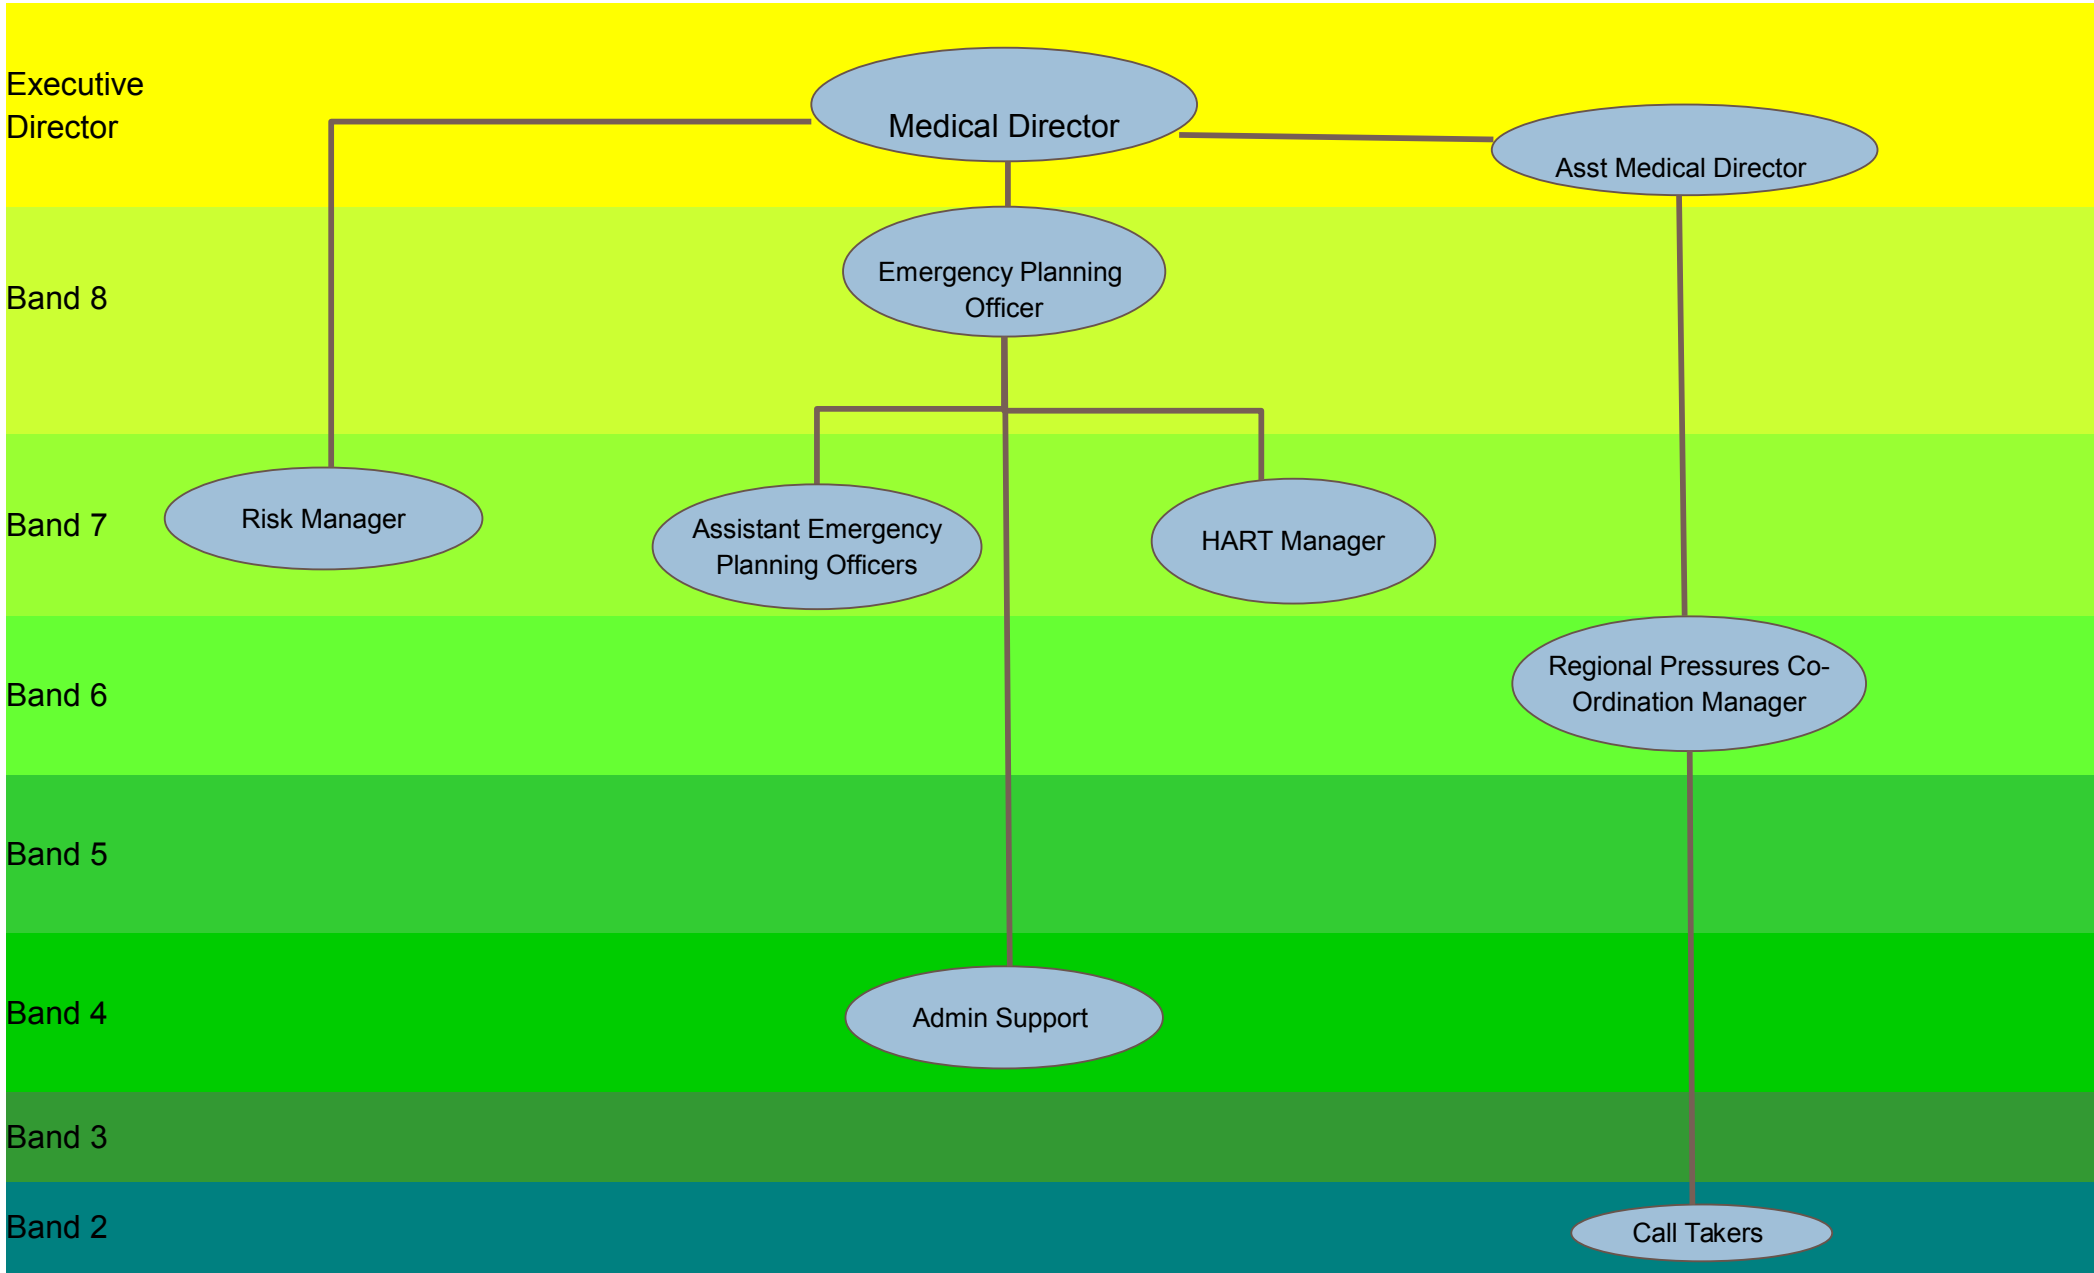 Executive
Director
Medical Director
Asst Medical Director
Band 8
Emergency Planning
Officer
Band 7
Risk Manager
Assistant Emergency
Planning Officers
HART Manager
Band 6
Regional Pressures Co-
Ordination Manager
Band 5
Band 4
Admin Support
Band 3
Band 2
Call Takers